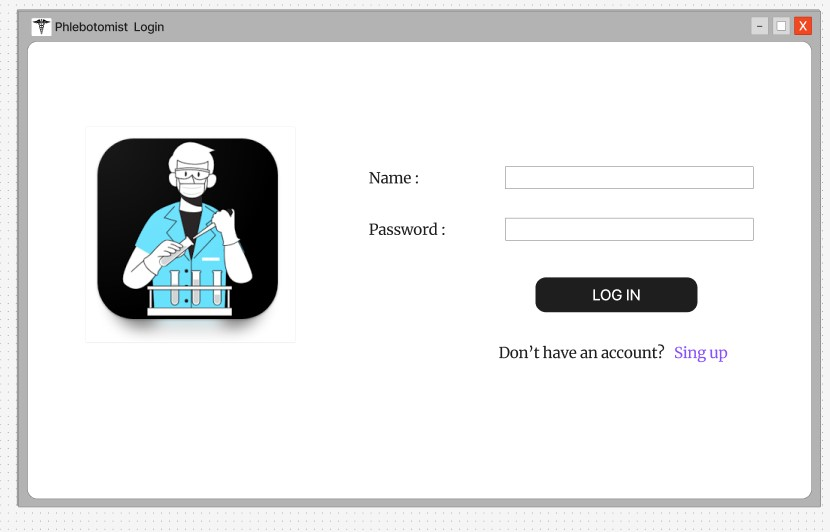 Phlebotomist Login
- X
Name :
Password :
LOG IN
Don’t have an account? Sing up